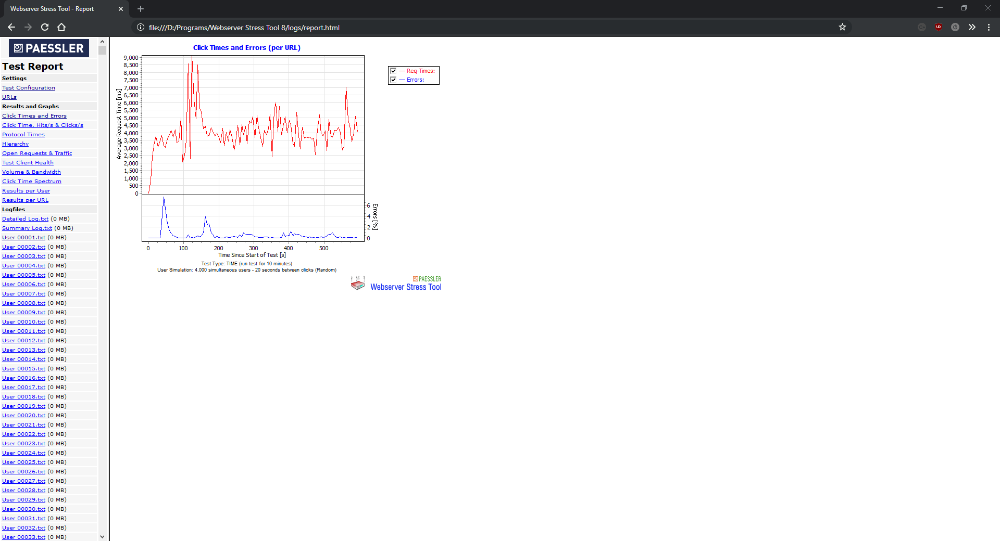 Webserver Stress Tool - Report
file:///D:/Programs/Webserver Stress Tool 8/logs/report.html
PAESSLER
Test Report
Settings
Test Configuration
URLs
Results and Graphs
Click Times and Errors
Click Time, Hits/s & Clicks/s
Protocol Times
Hierarchy
Open Requests & Traffic
Test Client Health
Volume & Bandwidth
Click Time Spectrum
Results per User
Results per URL
Logfiles
Detailed Log.txt (0 MB)
Summary Log.txt (0 MB)
User 00001.txt (0 MB)
User 00002.txt (0 MB)
User 00003.txt (0 MB)
User 00004.txt (0 MB)
User 00005.txt (0 MB)
User 00006.txt (0 MB)
User 00007.txt (0 MB)
User 00008.txt (0 MB)
User 00009.txt (0 MB)
User 00010.txt (0 MB)
User 00011.txt (0 MB)
User 00012.txt (0 MB)
User 00013.txt (0 MB)
User 00014.txt (0 MB)
User 00015.txt (0 MB)
User 00016.txt (0 MB)
User 00017.txt (0 MB)
User 00018.txt (0 MB)
User 00019.txt (0 MB)
User 00020.txt (0 MB)
User 00021.txt (0 MB)
User 00022.txt (0 MB)
User 00023.txt (0 MB)
User 00024.txt (0 MB)
User 00025.txt (0 MB)
User 00026.txt (0 MB)
User 00027.txt (0 MB)
User 00028.txt (0 MB)
User 00029.txt (0 MB)
User 00030.txt (0 MB)
User 00031.txt (0 MB)
User 00032.txt (0 MB)
User 00033.txt (0 MB)
Click Times and Errors (per URL)
Average Request Time [ms]
9,000
8,500
8,000
7,500
7,000
6,500
6,000
5,500
5,000
4,500
4,000
3,500
3,000
2,500
2,000
1,500
1,000
500
0
6
4
2
0
Errors [%]
0 100 200 300 400 500
Time Since Start of Test [s]
Test Type: TIME (run test for 10 minutes)
User Simulation: 4,000 simultaneous users - 20 seconds between clicks (Random)
Req-Times:
Errors:
PAESSLER
Webserver Stress Tool